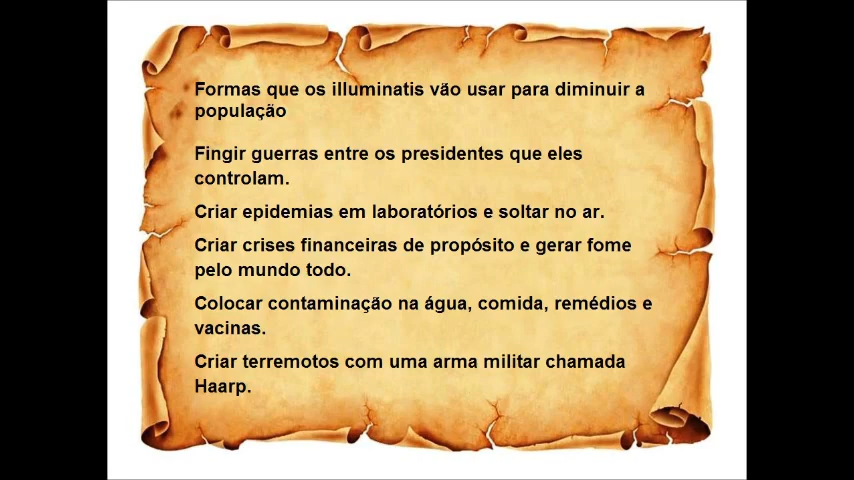 Formas que os illuminatis vão usar para diminuir a
população
Fingir guerras entre os presidentes que eles
controlam.
Criar epidemias em laboratórios e soltar no ar.
Criar crises financeiras de propósito e gerar fome
pelo mundo todo.
Colocar contaminação na água, comida, remédios e
vacinas.
Criar terremotos com uma arma militar chamada
Haarp.